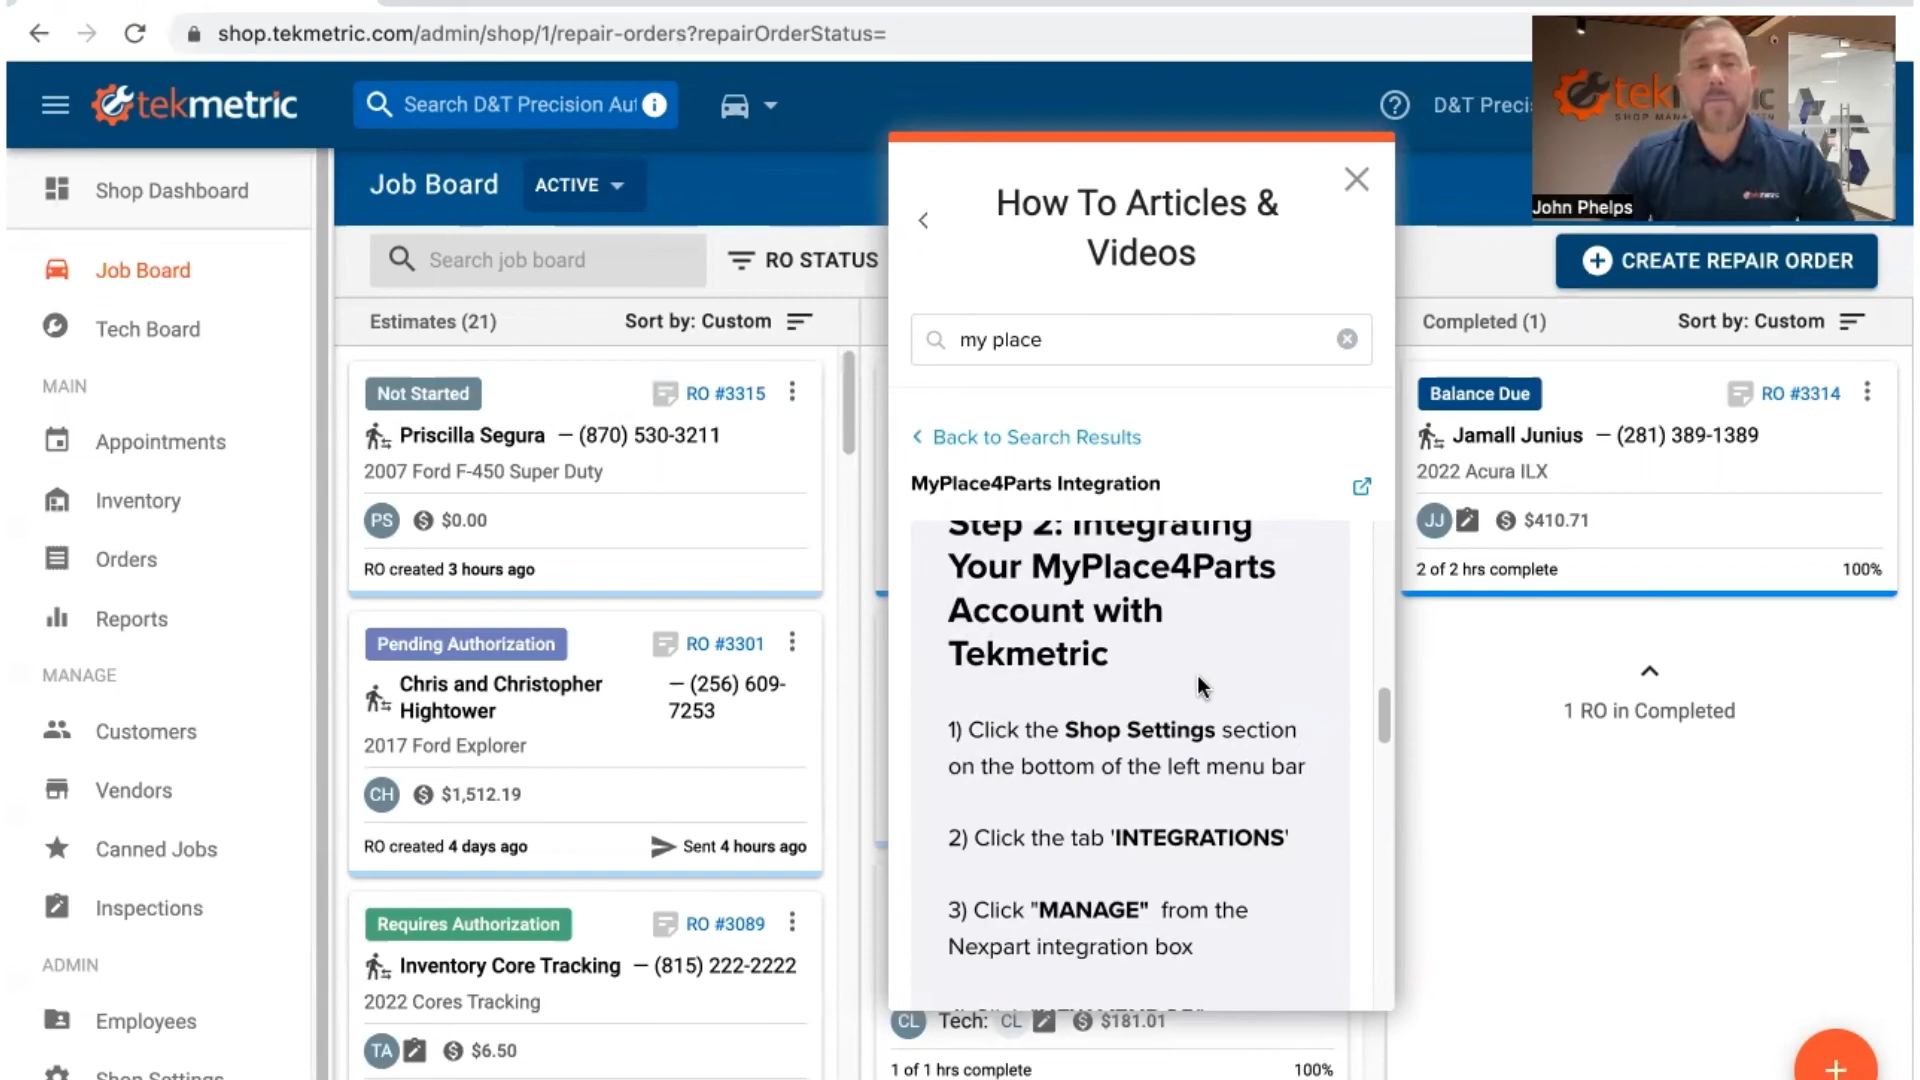 shop.tekmetric.com/admin/shop/1/repair-orders?repairOrderStatus=
tekmetric
Search D&T Precision Aut
D&T Preci
John Phelps
Shop Dashboard
Job Board
Tech Board
MAIN
Appointments
Inventory
Orders
Reports
MANAGE
Customers
Vendors
Canned Jobs
Inspections
ADMIN
Employees
Shop Settings
Job Board
ACTIVE
Search job board
RO STATUS
CREATE REPAIR ORDER
Estimates (21)
Sort by: Custom
Not Started
RO #3315
Priscilla Segura — (870) 530-3211
2007 Ford F-450 Super Duty
PS $0.00
RO created 3 hours ago
Pending Authorization
RO #3301
Chris and Christopher
Hightower
— (256) 609-
7253
2017 Ford Explorer
CH $1,512.19
RO created 4 days ago
Sent 4 hours ago
Requires Authorization
RO #3089
Inventory Core Tracking — (815) 222-2222
2022 Cores Tracking
TA $6.50
How To Articles &
Videos
my place
Back to Search Results
MyPlace4Parts Integration
Step 2: Integrating
Your MyPlace4Parts
Account with
Tekmetric
1) Click the Shop Settings section
on the bottom of the left menu bar
2) Click the tab 'INTEGRATIONS'
3) Click "MANAGE" from the
Nexpart integration box
CL Tech: CL $181.01
1 of 1 hrs complete
100%
Completed (1)
Sort by: Custom
Balance Due
RO #3314
Jamall Junius — (281) 389-1389
2022 Acura ILX
JJ $410.71
2 of 2 hrs complete
100%
1 RO in Completed